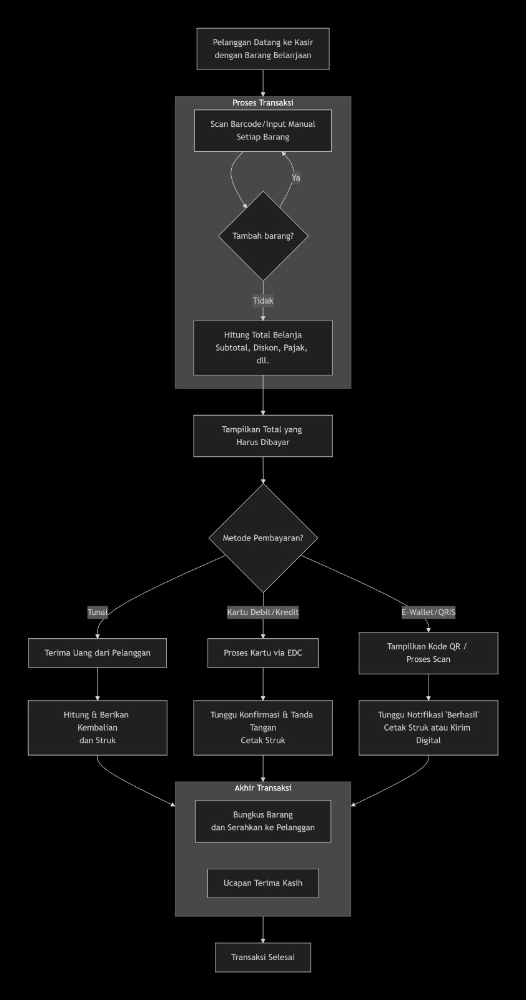 Pelanggan Datang ke Kasir
dengan Barang Belanjaan
Proses Transaksi
Scan Barcode/Input Manual
Setiap Barang
Ya
Tambah barang?
Tidak
Hitung Total Belanja
Subtotal, Diskon, Pajak,
dll.
Tampilkan Total yang
Harus Dibayar
Metode Pembayaran?
Tunai
Kartu Debit/Kredit
E-Wallet/QRIS
Terima Uang dari Pelanggan
Proses Kartu via EDC
Tampilkan Kode QR /
Proses Scan
Hitung & Berikan
Kembalian
dan Struk
Tunggu Konfirmasi & Tanda
Tangan
Cetak Struk
Tunggu Notifikasi 'Berhasil'
Cetak Struk atau Kirim
Digital
Akhir Transaksi
Bungkus Barang
dan Serahkan ke Pelanggan
Ucapan Terima Kasih
Transaksi Selesai